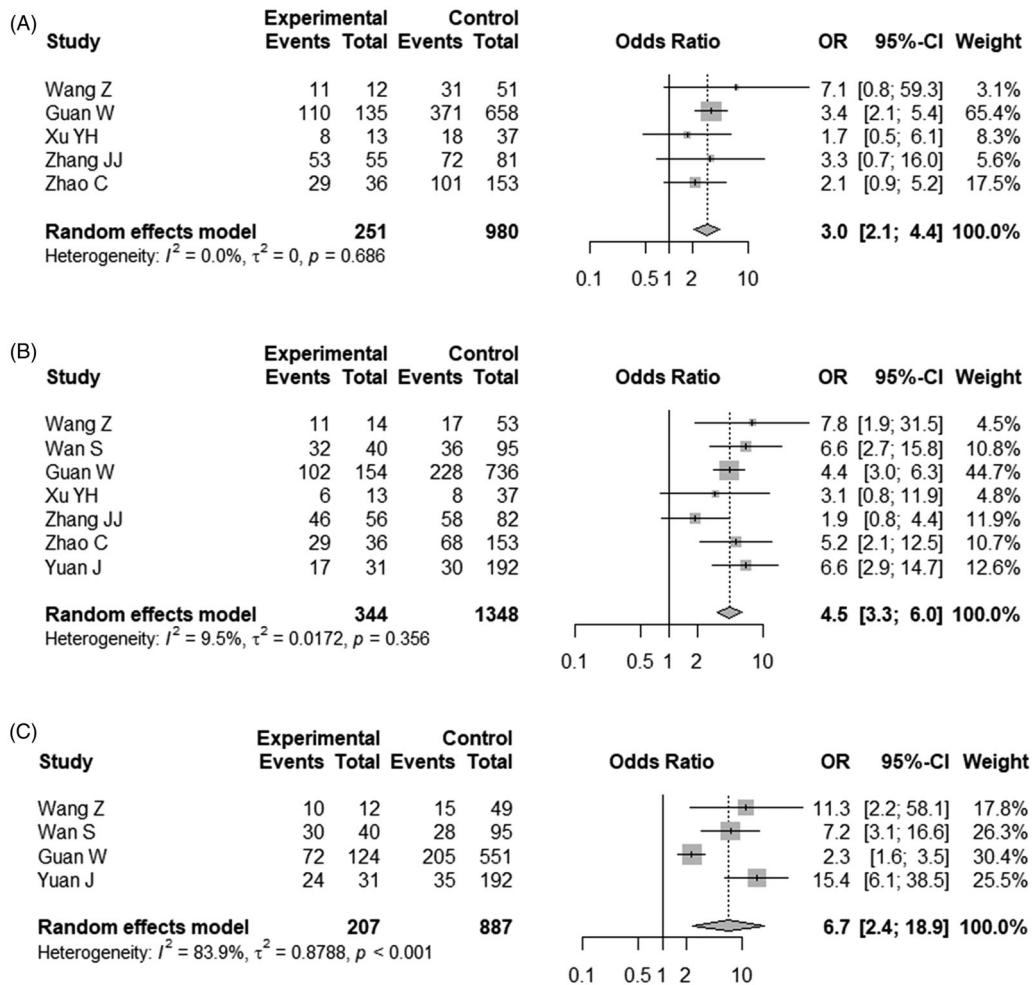 (A) Experimental Control
Study Events Total Events Total Odds Ratio OR 95%-CI Weight
Wang Z 11 12 31 51 7.1 [0.8; 59.3] 3.1%
Guan W 110 135 371 658 3.4 [2.1; 5.4] 65.4%
Xu YH 8 13 18 37 1.7 [0.5; 6.1] 8.3%
Zhang JJ 53 55 72 81 3.3 [0.7; 16.0] 5.6%
Zhao C 29 36 101 153 2.1 [0.9; 5.2] 17.5%
Random effects model 251 980 3.0 [2.1; 4.4] 100.0%
Heterogeneity: I² = 0.0%, τ² = 0, p = 0.686
0.1 0.5 1 2 10
(B) Experimental Control
Study Events Total Events Total Odds Ratio OR 95%-CI Weight
Wang Z 11 14 17 53 7.8 [1.9; 31.5] 4.5%
Wan S 32 40 36 95 6.6 [2.7; 15.8] 10.8%
Guan W 102 154 228 736 4.4 [3.0; 6.3] 44.7%
Xu YH 6 13 8 37 3.1 [0.8; 11.9] 4.8%
Zhang JJ 46 56 58 82 1.9 [0.8; 4.4] 11.9%
Zhao C 29 36 68 153 5.2 [2.1; 12.5] 10.7%
Yuan J 17 31 30 192 6.6 [2.9; 14.7] 12.6%
Random effects model 344 1348 4.5 [3.3; 6.0] 100.0%
Heterogeneity: I² = 9.5%, τ² = 0.0172, p = 0.356
0.1 0.5 1 2 10
(C) Experimental Control
Study Events Total Events Total Odds Ratio OR 95%-CI Weight
Wang Z 10 12 15 49 11.3 [2.2; 58.1] 17.8%
Wan S 30 40 28 95 7.2 [3.1; 16.6] 26.3%
Guan W 72 124 205 551 2.3 [1.6; 3.5] 30.4%
Yuan J 24 31 35 192 15.4 [6.1; 38.5] 25.5%
Random effects model 207 887 6.7 [2.4; 18.9] 100.0%
Heterogeneity: I² = 83.9%, τ² = 0.8788, p < 0.001
0.1 0.5 1 2 10